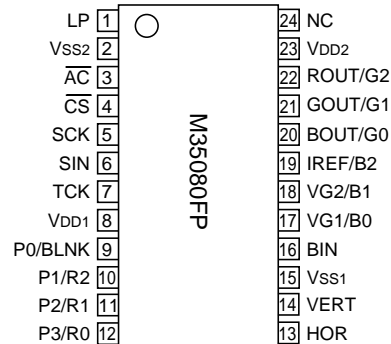 LP 1
VSS2 2
AC 3
CS 4
SCK 5
SIN 6
TCK 7
VDD1 8
P0/BLNK 9
P1/R2 10
P2/R1 11
P3/R0 12
M35080FP
24 NC
23 VDD2
22 ROUT/G2
21 GOUT/G1
20 BOUT/G0
19 IREF/B2
18 VG2/B1
17 VG1/B0
16 BIN
15 VSS1
14 VERT
13 HOR